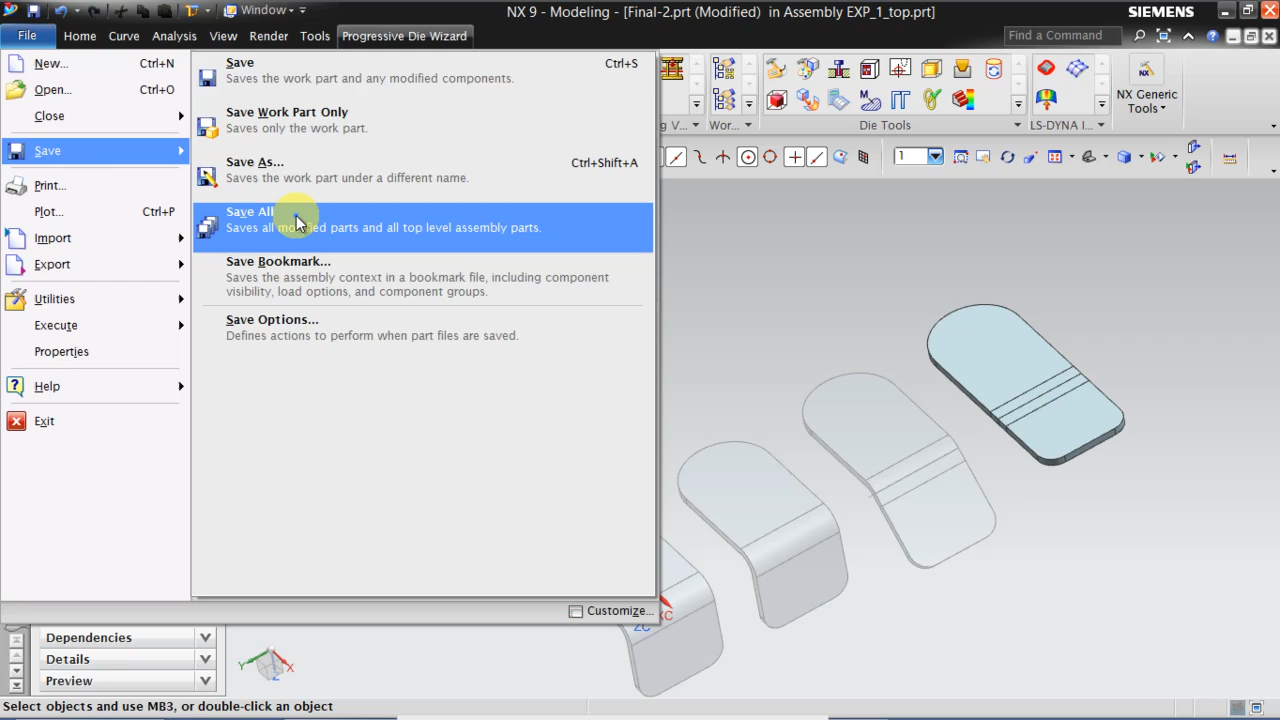 Window
NX 9 - Modeling - [Final-2.prt (Modified) in Assembly EXP_1_top.prt]
SIEMENS
File
Home
Curve
Analysis
View
Render
Tools
Progressive Die Wizard
Find a Command
New... Ctrl+N
Open... Ctrl+O
Close
Save
Print...
Plot... Ctrl+P
Import
Export
Utilities
Execute
Properties
Help
Exit
Save Ctrl+S
Saves the work part and any modified components.
Save Work Part Only
Saves only the work part.
Save As... Ctrl+Shift+A
Saves the work part under a different name.
Save All
Saves all modified parts and all top level assembly parts.
Save Bookmark...
Saves the assembly context in a bookmark file, including component
visibility, load options, and component groups.
Save Options...
Defines actions to perform when part files are saved.
Customize...
NX
NX Generic
Tools
g V...
Wor...
Die Tools
LS-DYNA I...
1
XC
ZC
Dependencies
Details
Preview
Y
X
Z
Select objects and use MB3, or double-click an object